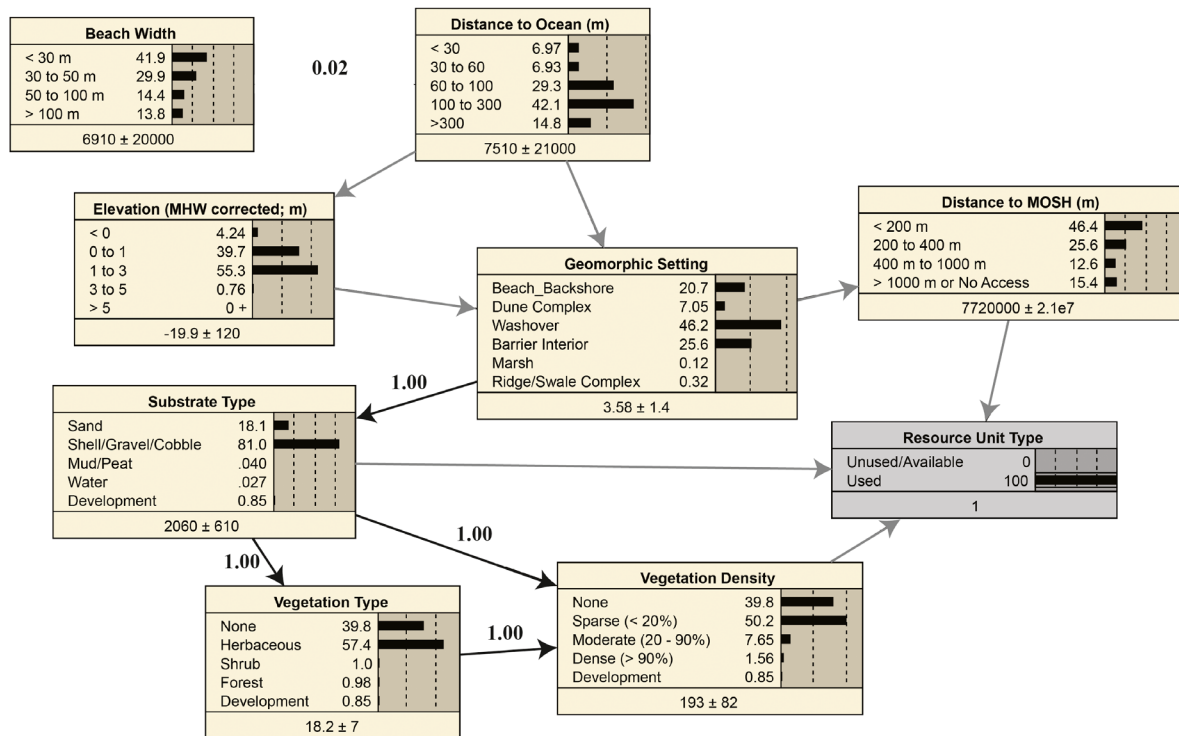 Beach Width
< 30 m 41.9
30 to 50 m 29.9
50 to 100 m 14.4
> 100 m 13.8
6910 ± 20000
0.02
Distance to Ocean (m)
< 30 6.97
30 to 60 6.93
60 to 100 29.3
100 to 300 42.1
>300 14.8
7510 ± 21000
Elevation (MHW corrected; m)
< 0 4.24
0 to 1 39.7
1 to 3 55.3
3 to 5 0.76
> 5 0 +
-19.9 ± 120
Geomorphic Setting
Beach_Backshore 20.7
Dune Complex 7.05
Washover 46.2
Barrier Interior 25.6
Marsh 0.12
Ridge/Swale Complex 0.32
3.58 ± 1.4
Distance to MOSH (m)
< 200 m 46.4
200 to 400 m 25.6
400 m to 1000 m 12.6
> 1000 m or No Access 15.4
7720000 ± 2.1e7
1.00
Substrate Type
Sand 18.1
Shell/Gravel/Cobble 81.0
Mud/Peat .040
Water .027
Development 0.85
2060 ± 610
Resource Unit Type
Unused/Available 0
Used 100
1
1.00
1.00
Vegetation Type
None 39.8
Herbaceous 57.4
Shrub 1.0
Forest 0.98
Development 0.85
18.2 ± 7
1.00
Vegetation Density
None 39.8
Sparse (< 20%) 50.2
Moderate (20 - 90%) 7.65
Dense (> 90%) 1.56
Development 0.85
193 ± 82